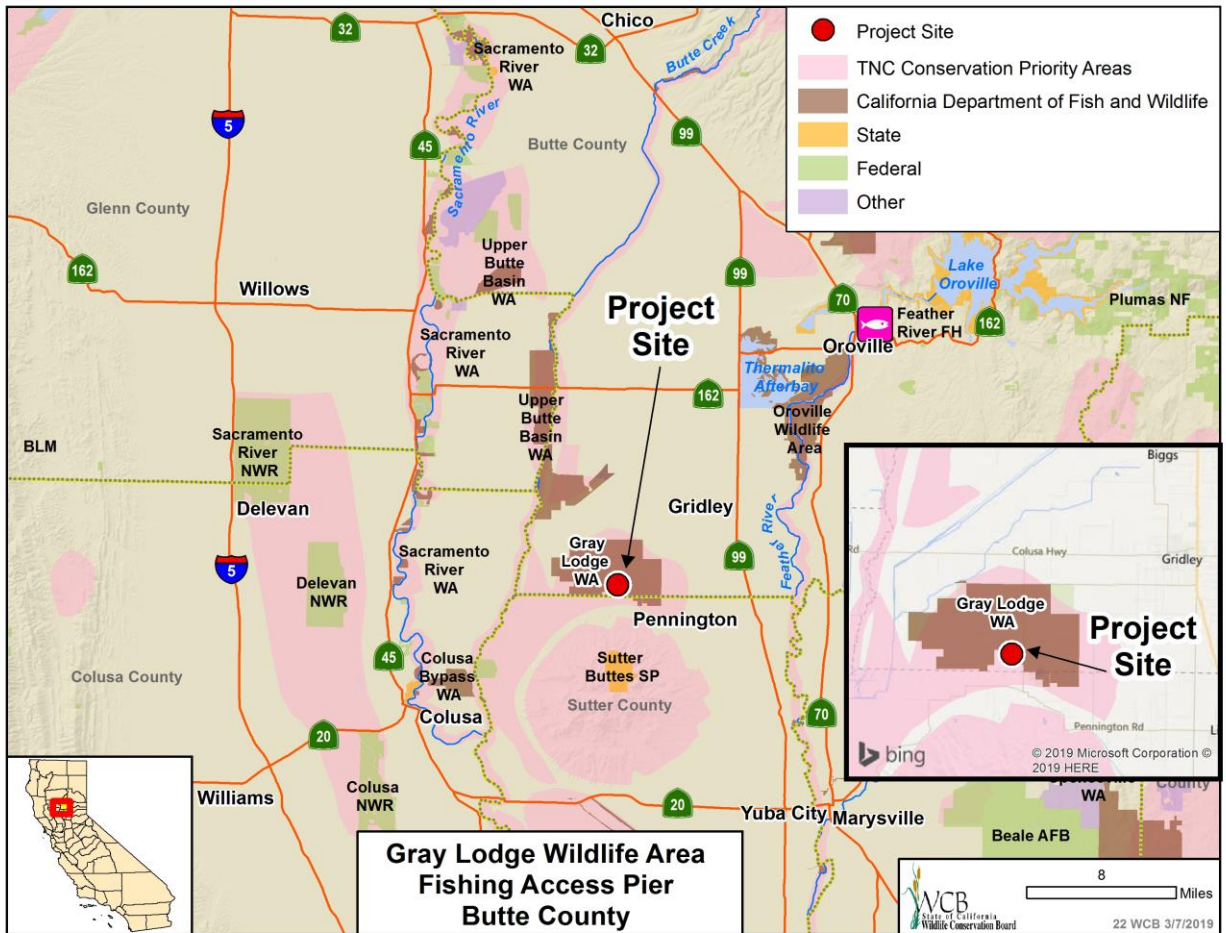 Chico
32
32
Sacramento
River
WA
Butte Creek
Project Site
TNC Conservation Priority Areas
California Department of Fish and Wildlife
State
Federal
Other
5
45
Sacramento River
Butte County
99
Glenn County
162
Willows
Upper
Butte
Basin
WA
99
Lake
Oroville
70
Feather
River FH
162
Plumas NF
Project
Site
Oroville
Sacramento
River
WA
Thermalito
Afterbay
162
Upper
Butte
Basin
WA
Oroville
Wildlife
Area
BLM
Sacramento
River
NWR
Delevan
Gridley
Feather River
99
5
Delevan
NWR
Sacramento
River
WA
Gray
Lodge
WA
Pennington
Biggs
Rd
Colusa Hwy
Gridley
Gray Lodge
WA
Project
Site
Pennington Rd
bing
© 2019 Microsoft Corporation ©
2019 HERE
45
Colusa
Bypass
WA
Colusa
Sutter
Buttes SP
Sutter County
Colusa County
70
20
Williams
Colusa
NWR
20
Yuba City
Marysville
WA
County
Beale AFB
Gray Lodge Wildlife Area
Fishing Access Pier
Butte County
WCB
State of California
Wildlife Conservation Board
8
Miles
22 WCB 3/7/2019